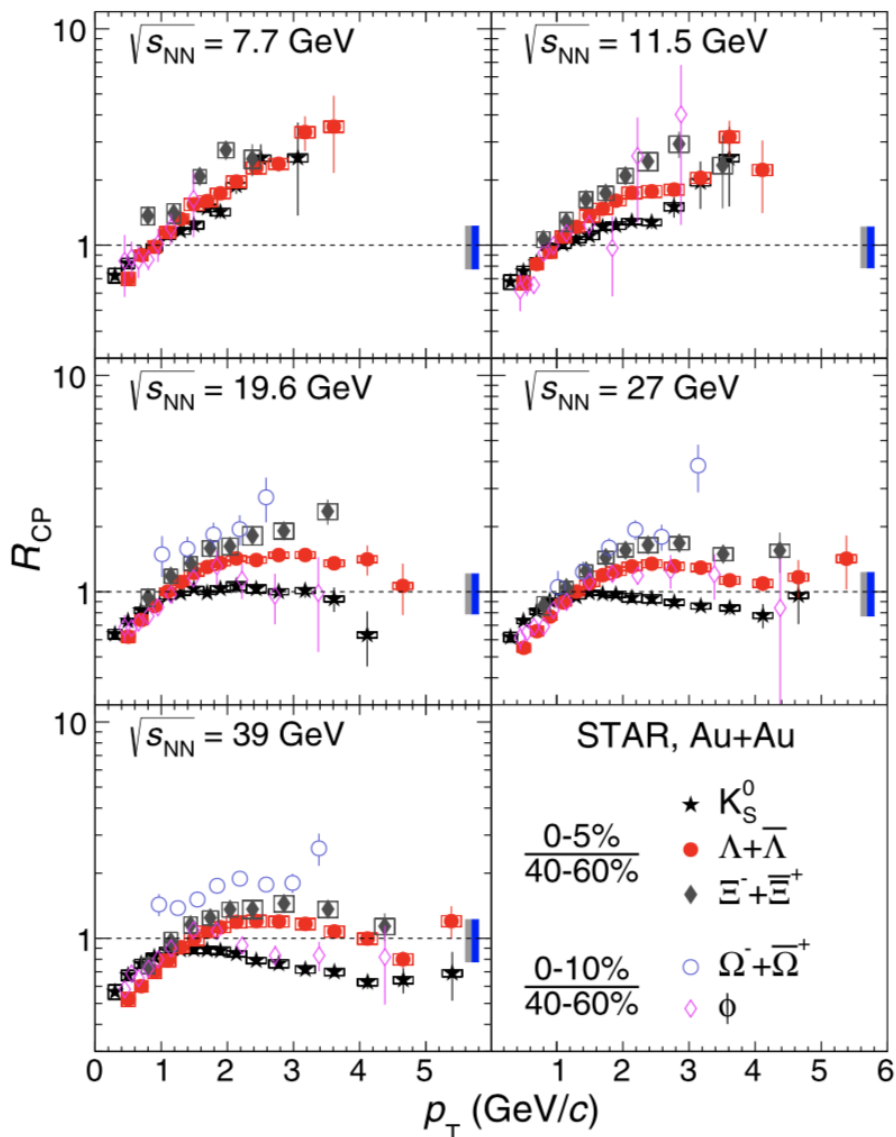 10
√s_NN = 7.7 GeV
√s_NN = 11.5 GeV
1
10
√s_NN = 19.6 GeV
√s_NN = 27 GeV
R_CP
1
10
√s_NN = 39 GeV
STAR, Au+Au
K⁰_S
0-5%
40-60%
Λ+Λ̅
Ξ⁻+Ξ̅⁺
1
Ω⁻+Ω̅⁺
0-10%
40-60%
ϕ
0 1 2 3 4 5 1 2 3 4 5 6
p_T (GeV/c)